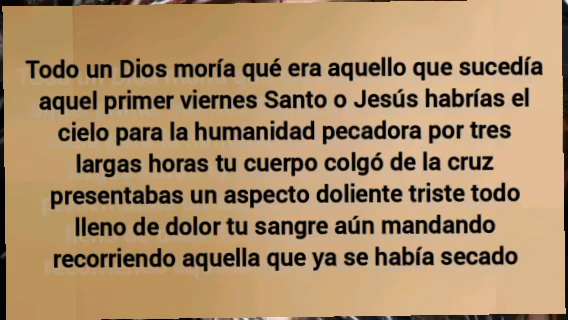 Todo un Dios moría qué era aquello que sucedía
aquel primer viernes Santo o Jesús habrías el
cielo para la humanidad pecadora por tres
largas horas tu cuerpo colgó de la cruz
presentabas un aspecto doliente triste todo
lleno de dolor tu sangre aún mandando
recorriendo aquella que ya se había secado